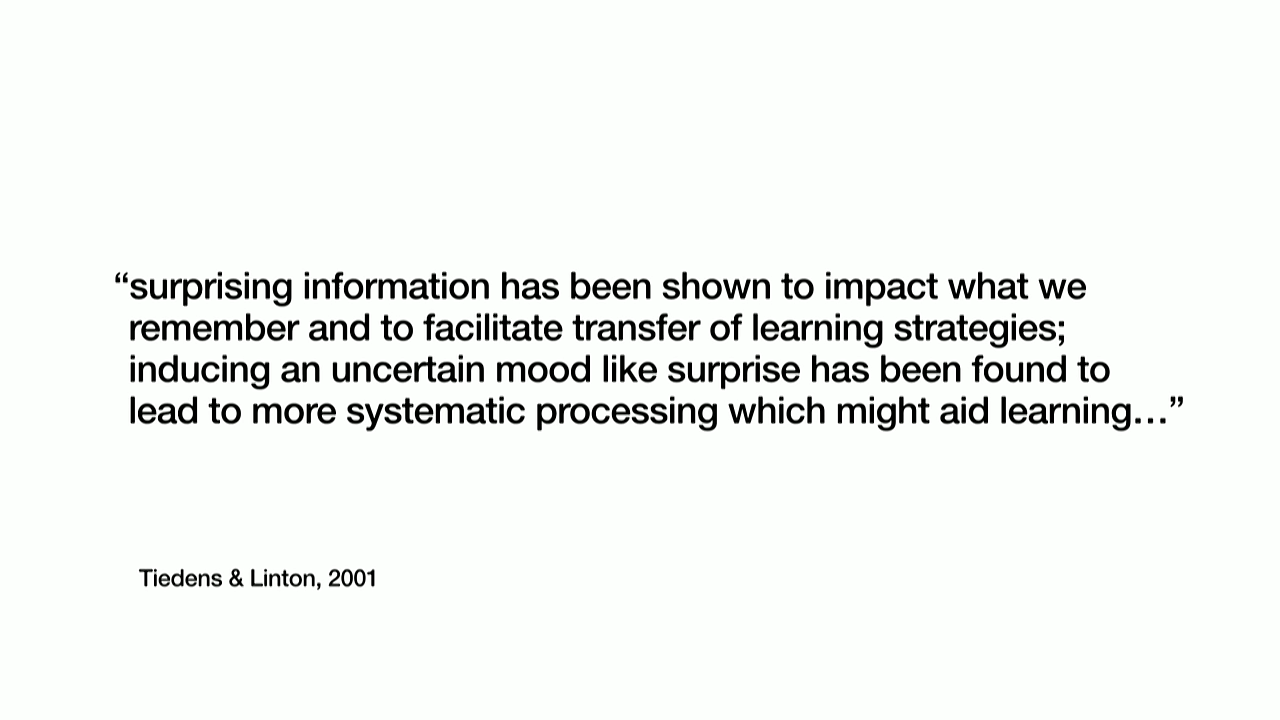 “surprising information has been shown to impact what we
remember and to facilitate transfer of learning strategies;
inducing an uncertain mood like surprise has been found to
lead to more systematic processing which might aid learning…”
Tiedens & Linton, 2001